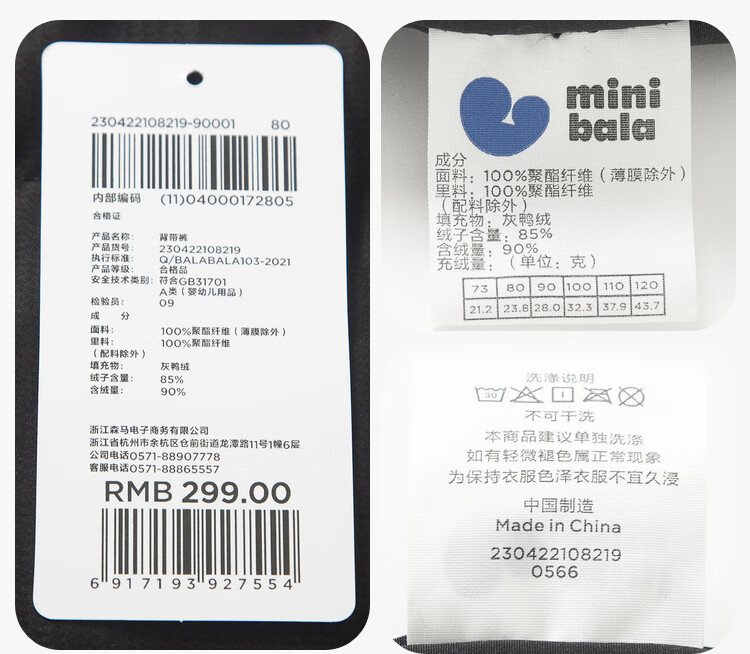 230422108219-90001 80
内部编码 (11)04000172805
合格证
产品名称: 背带裤
产品货号: 230422108219
执行标准: Q/BALABALA103-2021
产品等级: 合格品
安全技术类别: 符合GB31701
A类（婴幼儿用品）
检验员: 09
成 分
面料: 100%聚酯纤维（薄膜除外）
里料: 100%聚酯纤维
（配料除外）
填充物: 灰鸭绒
绒子含量: 85%
含绒量: 90%
浙江森马电子商务有限公司
浙江省杭州市余杭区仓前街道龙潭路11号1幢6层
公司电话0571-88907778
客服电话0571-88865557
RMB 299.00
6 917193 927554
mini
bala
成分
面料: 100%聚酯纤维（薄膜除外）
里料: 100%聚酯纤维
（配料除外）
填充物: 灰鸭绒
绒子含量: 85%
含绒量: 90%
充绒量: （单位: 克）
73 80 90 100 110 120
21.2 23.8 28.0 32.3 37.9 43.7
洗涤说明
30
不可干洗
本商品建议单独洗涤
如有轻微褪色属正常现象
为保持衣服色泽衣服不宜久浸
中国制造
Made in China
230422108219
0566